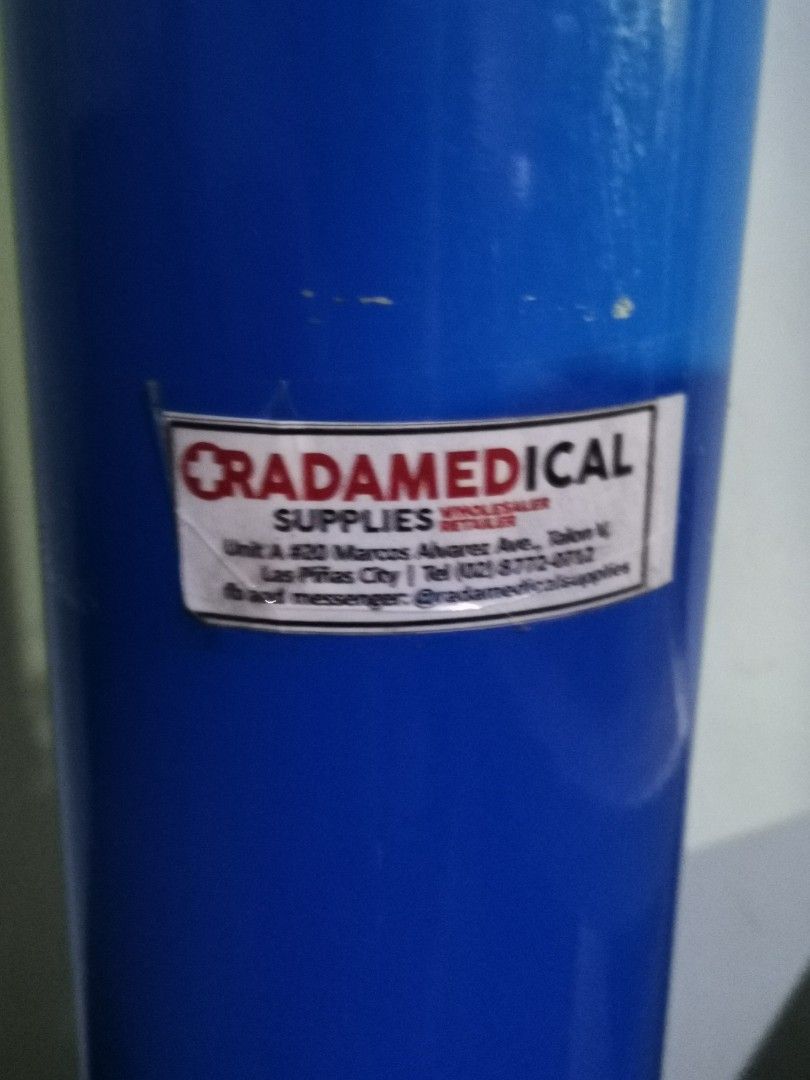 RADAMEDICAL
SUPPLIES WHOLESALER
RETAILER
Unit A #20 Marcos Alvarez Ave., Talon V,
Las Piñas City | Tel (02) 8772-0712
fb and messenger: @radamedicalsupplies